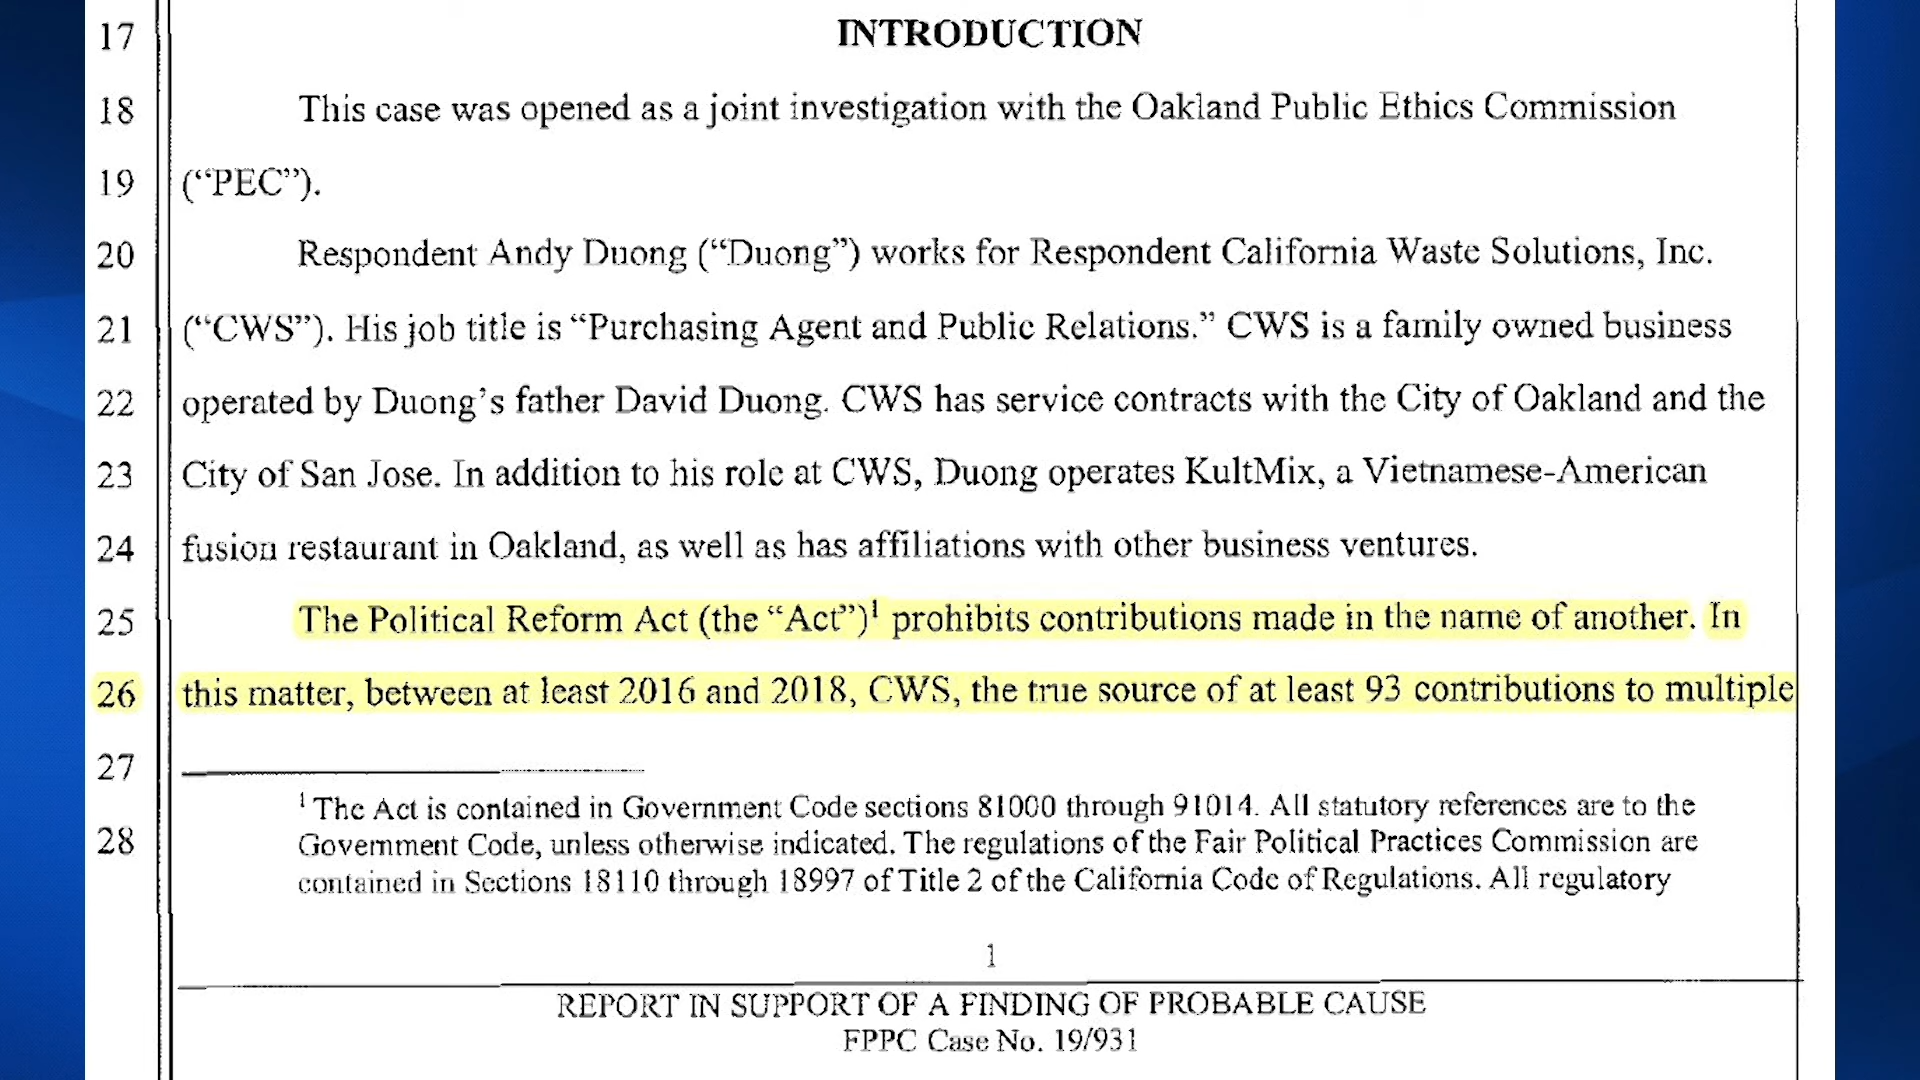 17 INTRODUCTION
18 This case was opened as a joint investigation with the Oakland Public Ethics Commission
19 (“PEC”).
20 Respondent Andy Duong (“Duong”) works for Respondent California Waste Solutions, Inc.
21 (“CWS”). His job title is “Purchasing Agent and Public Relations.” CWS is a family owned business
22 operated by Duong’s father David Duong. CWS has service contracts with the City of Oakland and the
23 City of San Jose. In addition to his role at CWS, Duong operates KultMix, a Vietnamese-American
24 fusion restaurant in Oakland, as well as has affiliations with other business ventures.
25 The Political Reform Act (the “Act”)¹ prohibits contributions made in the name of another. In
26 this matter, between at least 2016 and 2018, CWS, the true source of at least 93 contributions to multiple
27
¹ The Act is contained in Government Code sections 81000 through 91014. All statutory references are to the
28 Government Code, unless otherwise indicated. The regulations of the Fair Political Practices Commission are
contained in Sections 18110 through 18997 of Title 2 of the California Code of Regulations. All regulatory
1
REPORT IN SUPPORT OF A FINDING OF PROBABLE CAUSE
FPPC Case No. 19/931